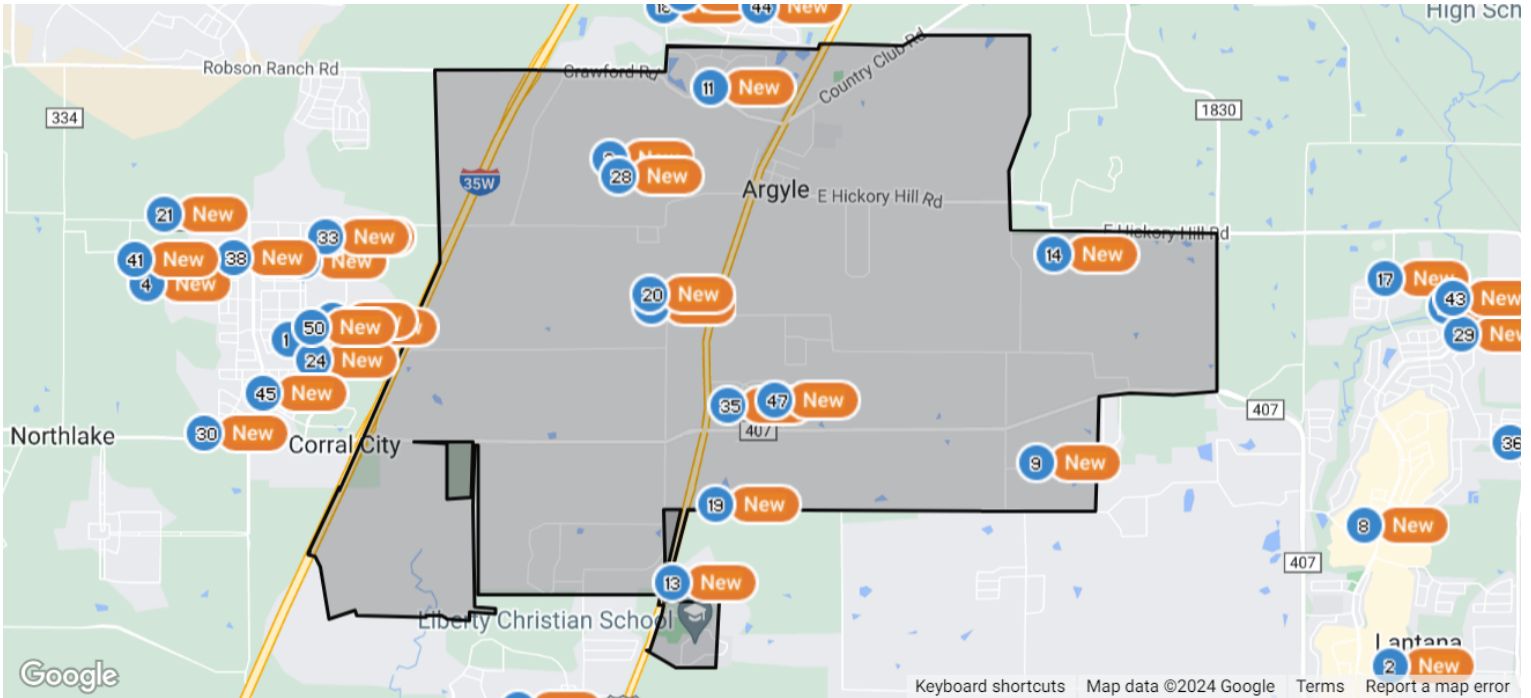 18
44 New
High Sch
Robson Ranch Rd
Crawford Rd
Country Club Rd
11 New
334
1830
New
28 New
35W
Argyle
E Hickory Hill Rd
21 New
33 New
E Hickory Hill Rd
41 New
38 New
New
14 New
4 New
17 New
20 New
43 New
50 New
1
29 New
24 New
45 New
35
47 New
407
407
30 New
Northlake
Corral City
36
9 New
19 New
8 New
407
13 New
Liberty Christian School
Lantana
2 New
Google
Keyboard shortcuts Map data ©2024 Google Terms Report a map error